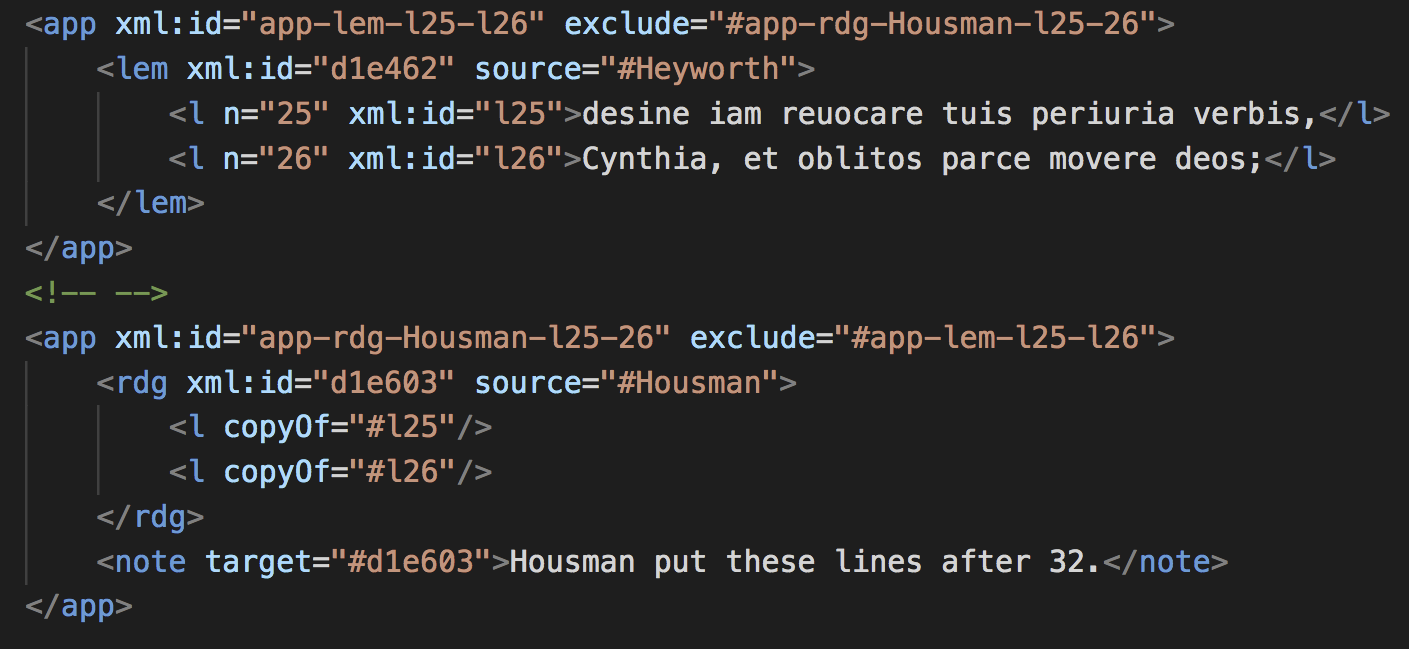 <app xml:id="app-lem-l25-l26" exclude="#app-rdg-Housman-l25-26">
<lem xml:id="d1e462" source="#Heyworth">
<l n="25" xml:id="l25">desine iam reuocare tuis periuria verbis,</l>
<l n="26" xml:id="l26">Cynthia, et oblitos parce movere deos;</l>
</lem>
</app>
<!-- -->
<app xml:id="app-rdg-Housman-l25-26" exclude="#app-lem-l25-l26">
<rdg xml:id="d1e603" source="#Housman">
<l copyOf="#l25"/>
<l copyOf="#l26"/>
</rdg>
<note target="#d1e603">Housman put these lines after 32.</note>
</app>